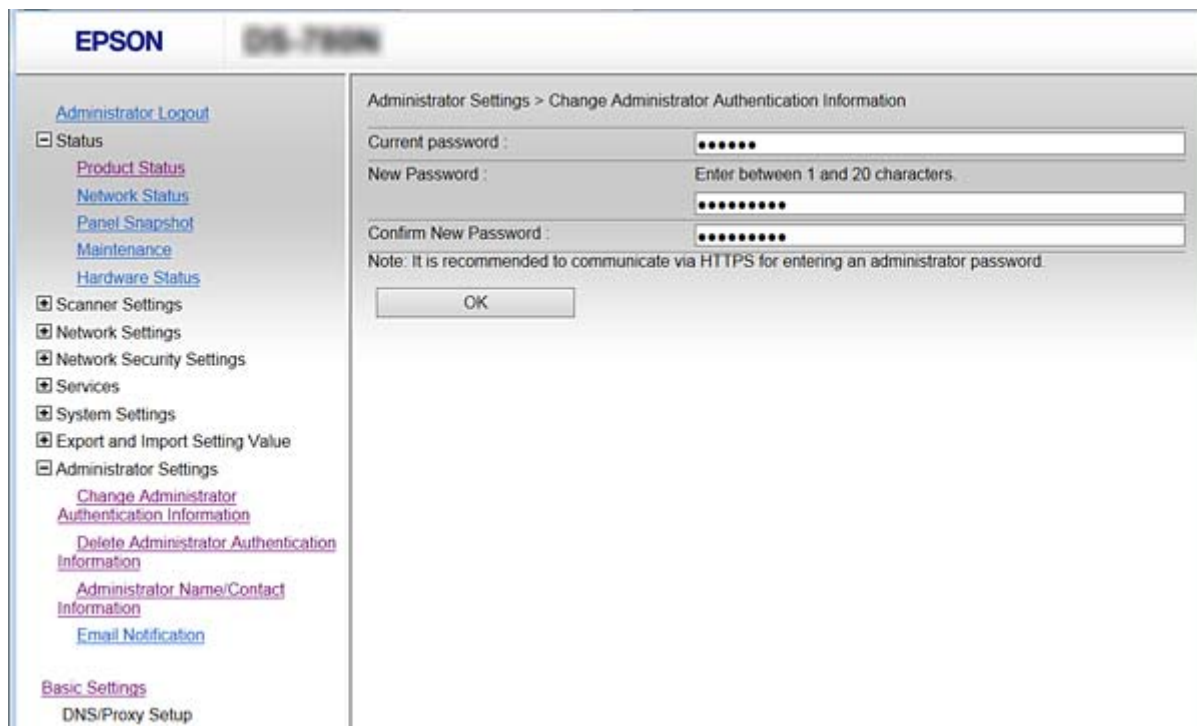 EPSON
Administrator Logout
Status
Product Status
Network Status
Panel Snapshot
Maintenance
Hardware Status
Scanner Settings
Network Settings
Network Security Settings
Services
System Settings
Export and Import Setting Value
Administrator Settings
Change Administrator
Authentication Information
Delete Administrator Authentication
Information
Administrator Name/Contact
Information
Email Notification
Basic Settings
DNS/Proxy Setup
Administrator Settings > Change Administrator Authentication Information
Current password : ••••••
New Password : Enter between 1 and 20 characters.
•••••••••
Confirm New Password : •••••••••
Note: It is recommended to communicate via HTTPS for entering an administrator password.
OK